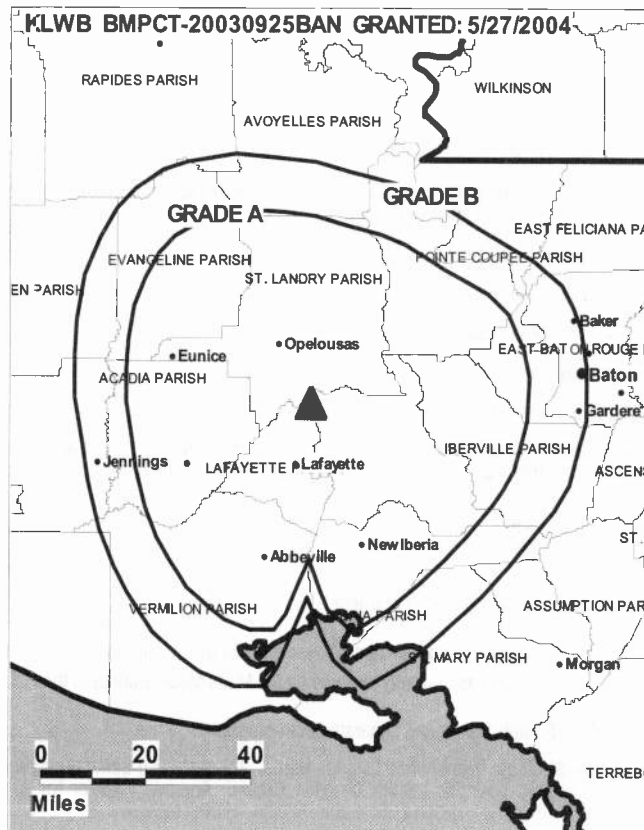 KLWB BMPCT-20030925BAN GRANTED: 5/27/2004
RAPIDES PARISH
WILKINSON
AVOYELLES PARISH
GRADE B
GRADE A
EAST FELICIANA PA
EVANGELINE PARISH
POINTE COUPEE PARISH
ST. LANDRY PARISH
EN PARISH
Baker
Opelousas
EAST BATON ROUGE
Eunice
Baton
ACADIA PARISH
Gardere
IBERVILLE PARISH
Jennings
LAFAYETTE P
Lafayette
ASCENS
ST.
New Iberia
Abbeville
VERMILION PARISH
IA PARISH
ASSUMPTION PAR
MARY PARISH
Morgan
0 20 40
Miles
TERREB